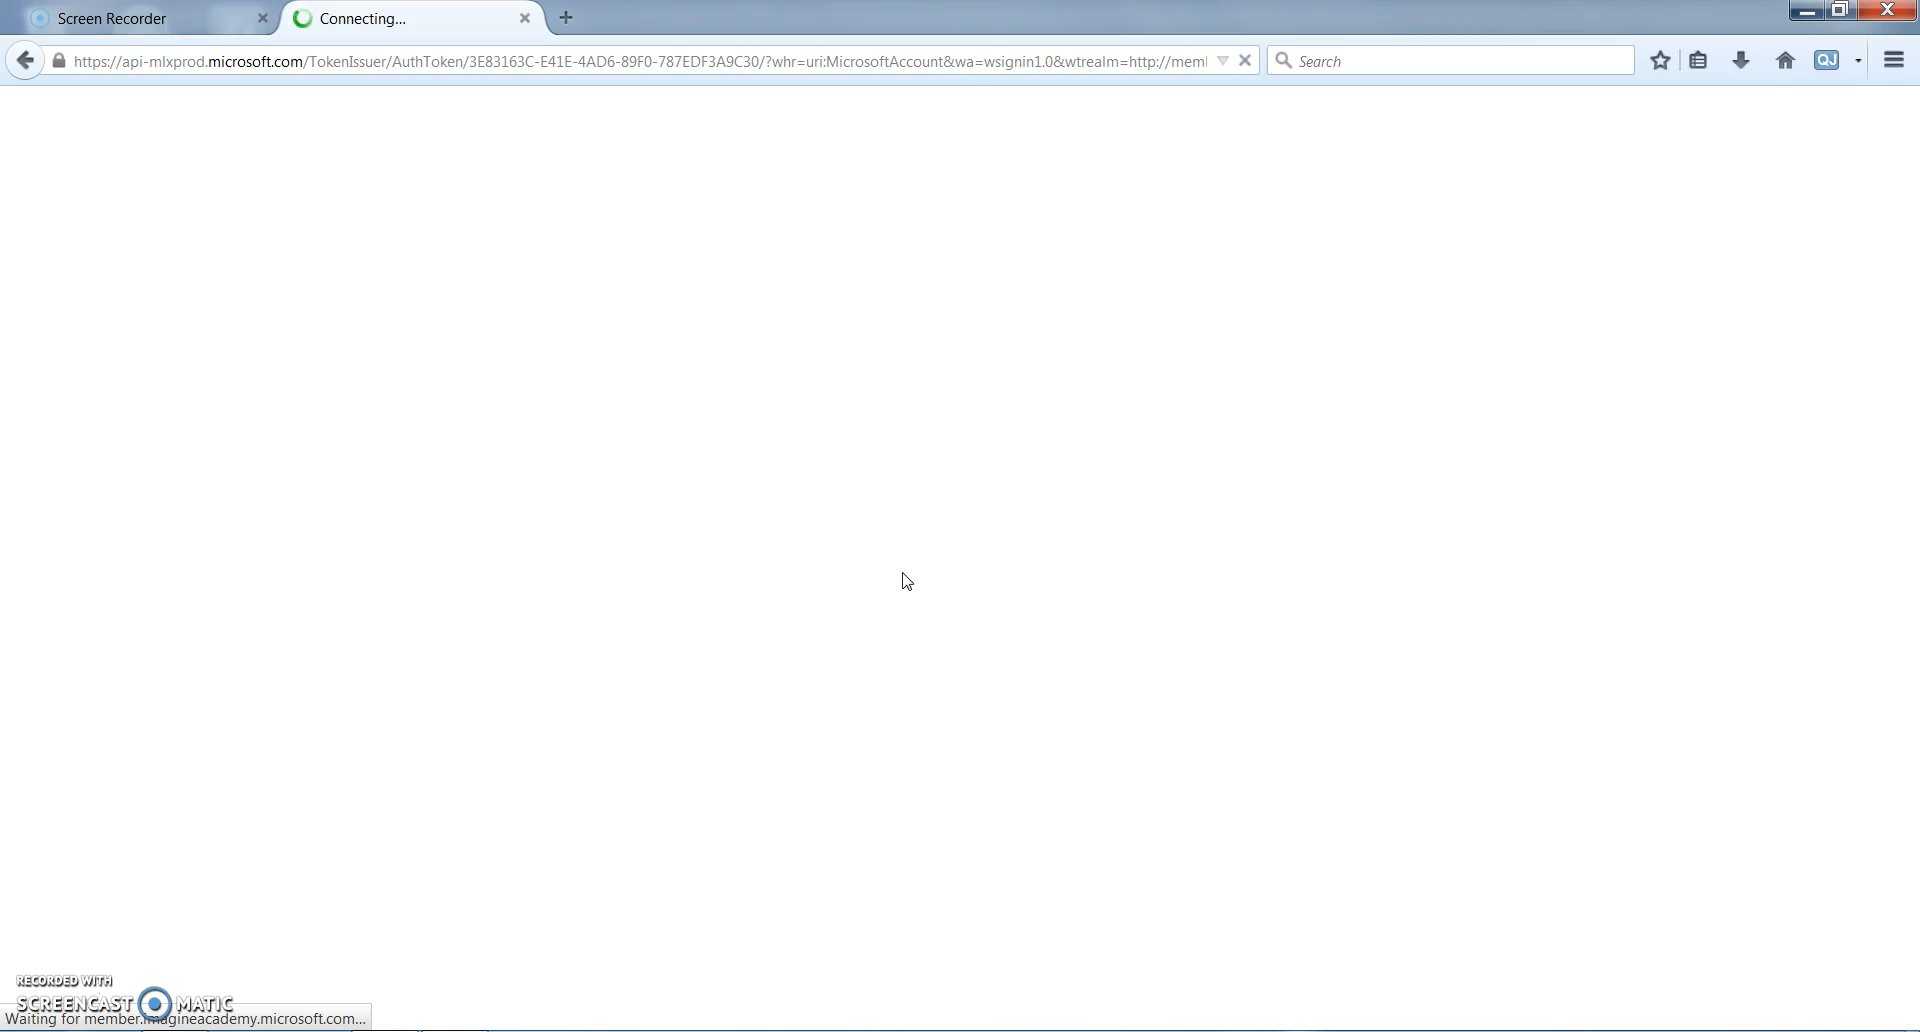 Screen Recorder
Connecting...
https://api-mlxprod.microsoft.com/TokenIssuer/AuthToken/3E83163C-E41E-4AD6-89F0-787EDF3A9C30/?whr=uri:MicrosoftAccount&wa=wsignin1.0&wtrealm=http://meml
Search
QJ
RECORDED WITH
SCREENCAST MATIC
Waiting for member.imagineacademy.microsoft.com...